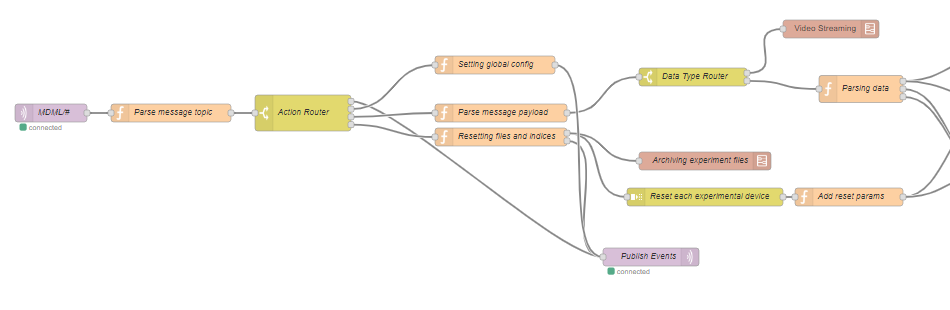 Video Streaming
Setting global config
Data Type Router
Parsing data
MDML/#
Parse message topic
Action Router
Parse message payload
connected
Resetting files and indices
Archiving experiment files
Reset each experimental device
Add reset params
Publish Events
connected